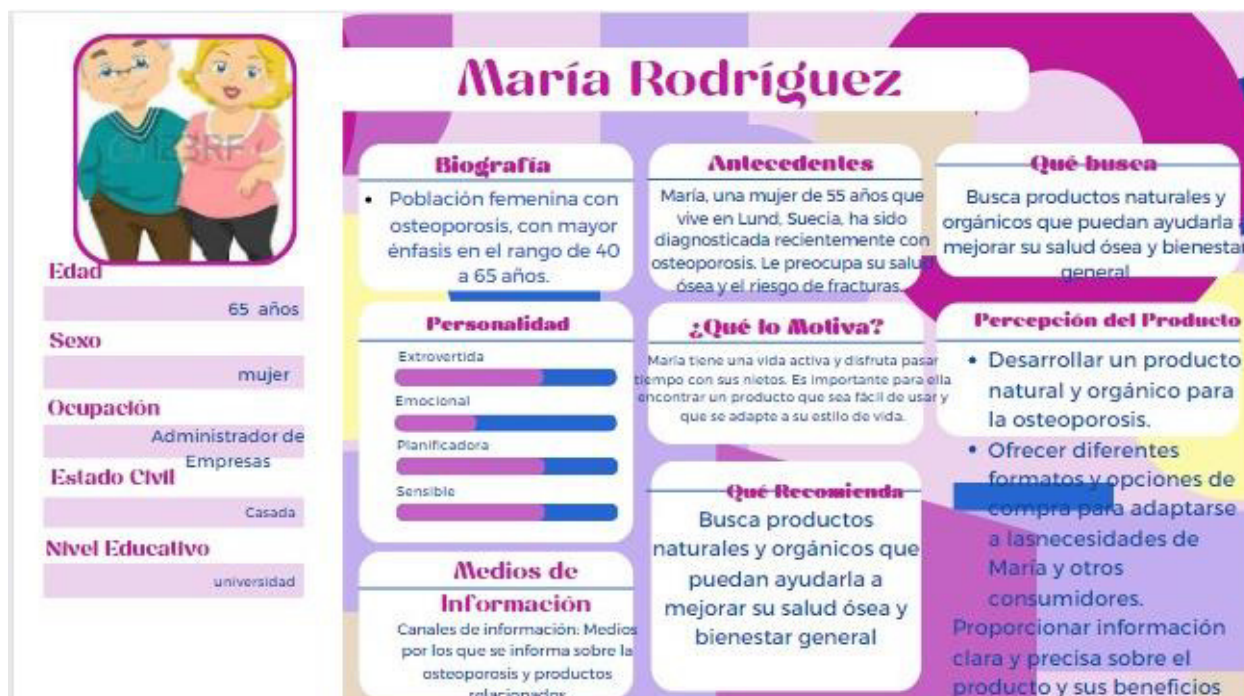 María Rodríguez
Edad
65 años
Sexo
mujer
Ocupación
Administrador de
Empresas
Estado Civil
Casada
Nivel Educativo
universidad
Biografía
• Población femenina con
osteoporosis, con mayor
énfasis en el rango de 40
a 65 años.
Personalidad
Extrovertida
Emocional
Planificadora
Sensible
Medios de
Información
Canales de información: Medios
por los que se informa sobre la
osteoporosis y productos
relacionados
Antecedentes
María, una mujer de 55 años que
vive en Lund, Suecia, ha sido
diagnosticada recientemente con
osteoporosis. Le preocupa su salud
ósea y el riesgo de fracturas.
¿Qué lo Motiva?
María tiene una vida activa y disfruta pasar
tiempo con sus nietos. Es importante para ella
encontrar un producto que sea fácil de usar y
que se adapte a su estilo de vida.
Qué Recomienda
Busca productos
naturales y orgánicos que
puedan ayudarla a
mejorar su salud ósea y
bienestar general
Qué busca
Busca productos naturales y
orgánicos que puedan ayudarla a
mejorar su salud ósea y bienestar
general
Percepción del Producto
• Desarrollar un producto
natural y orgánico para
la osteoporosis.
• Ofrecer diferentes
formatos y opciones de
compra para adaptarse
a lasnecesidades de
María y otros
consumidores.
Proporcionar información
clara y precisa sobre el
producto y sus beneficios